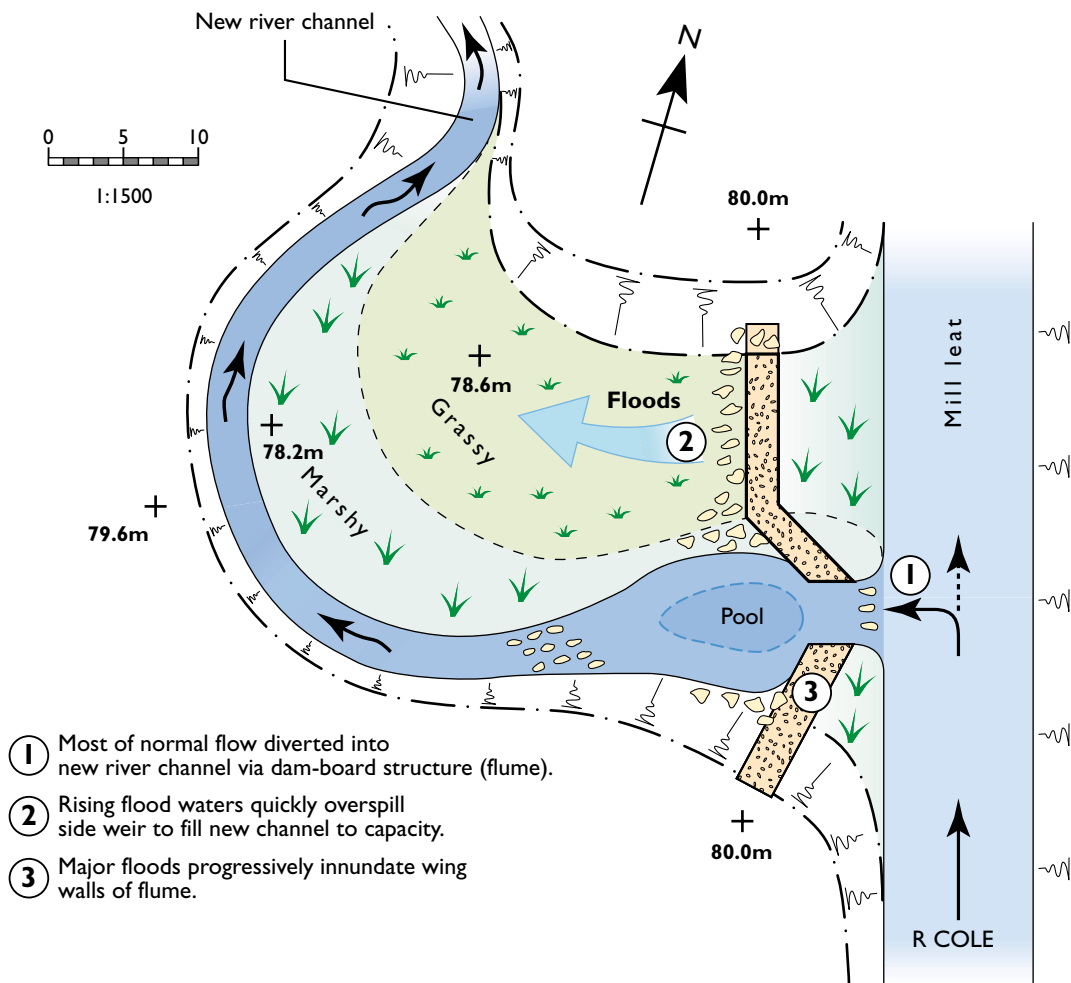 New river channel
N
0 5 10
1:1500
80.0m
Mill leat
78.6m
Floods
2
Grassy
78.2m
Marshy
79.6m
1
Pool
3
1 Most of normal flow diverted into
new river channel via dam-board structure (flume).
2 Rising flood waters quickly overspill
side weir to fill new channel to capacity.
3 Major floods progressively innundate wing
walls of flume.
80.0m
R COLE